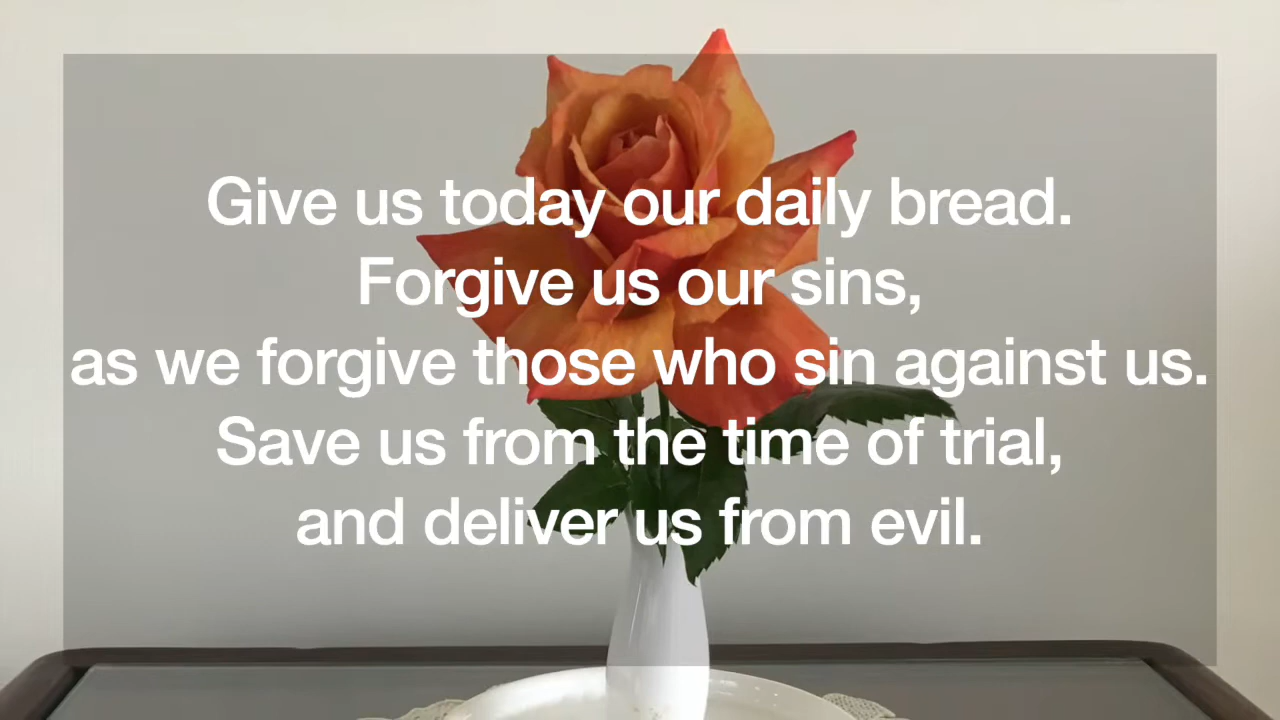 Give us today our daily bread.
Forgive us our sins,
as we forgive those who sin against us.
Save us from the time of trial,
and deliver us from evil.